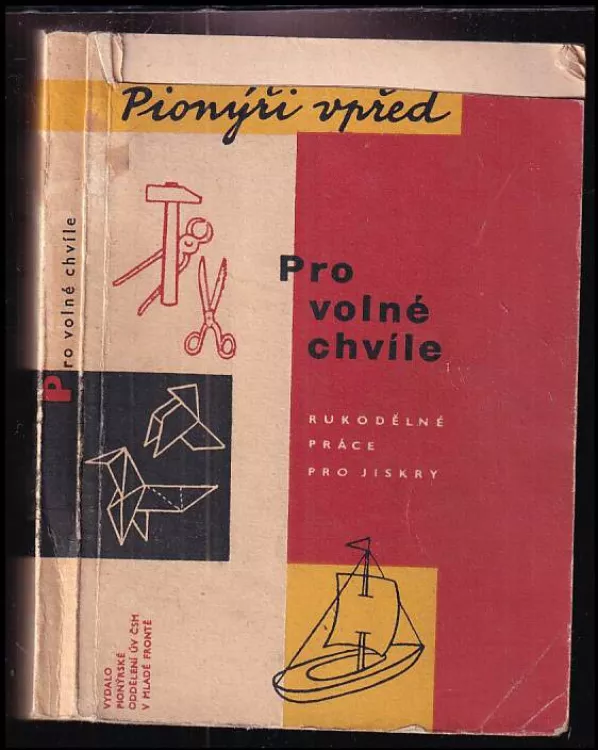 Pionýři vpřed
Pro volné chvíle
Pro
volné
chvíle
RUKODĚLNÉ
PRÁCE
PRO JISKRY
VYDALO
PIONÝRSKÉ
ODDĚLENÍ ÚV ČSM
V MLADÉ FRONTĚ